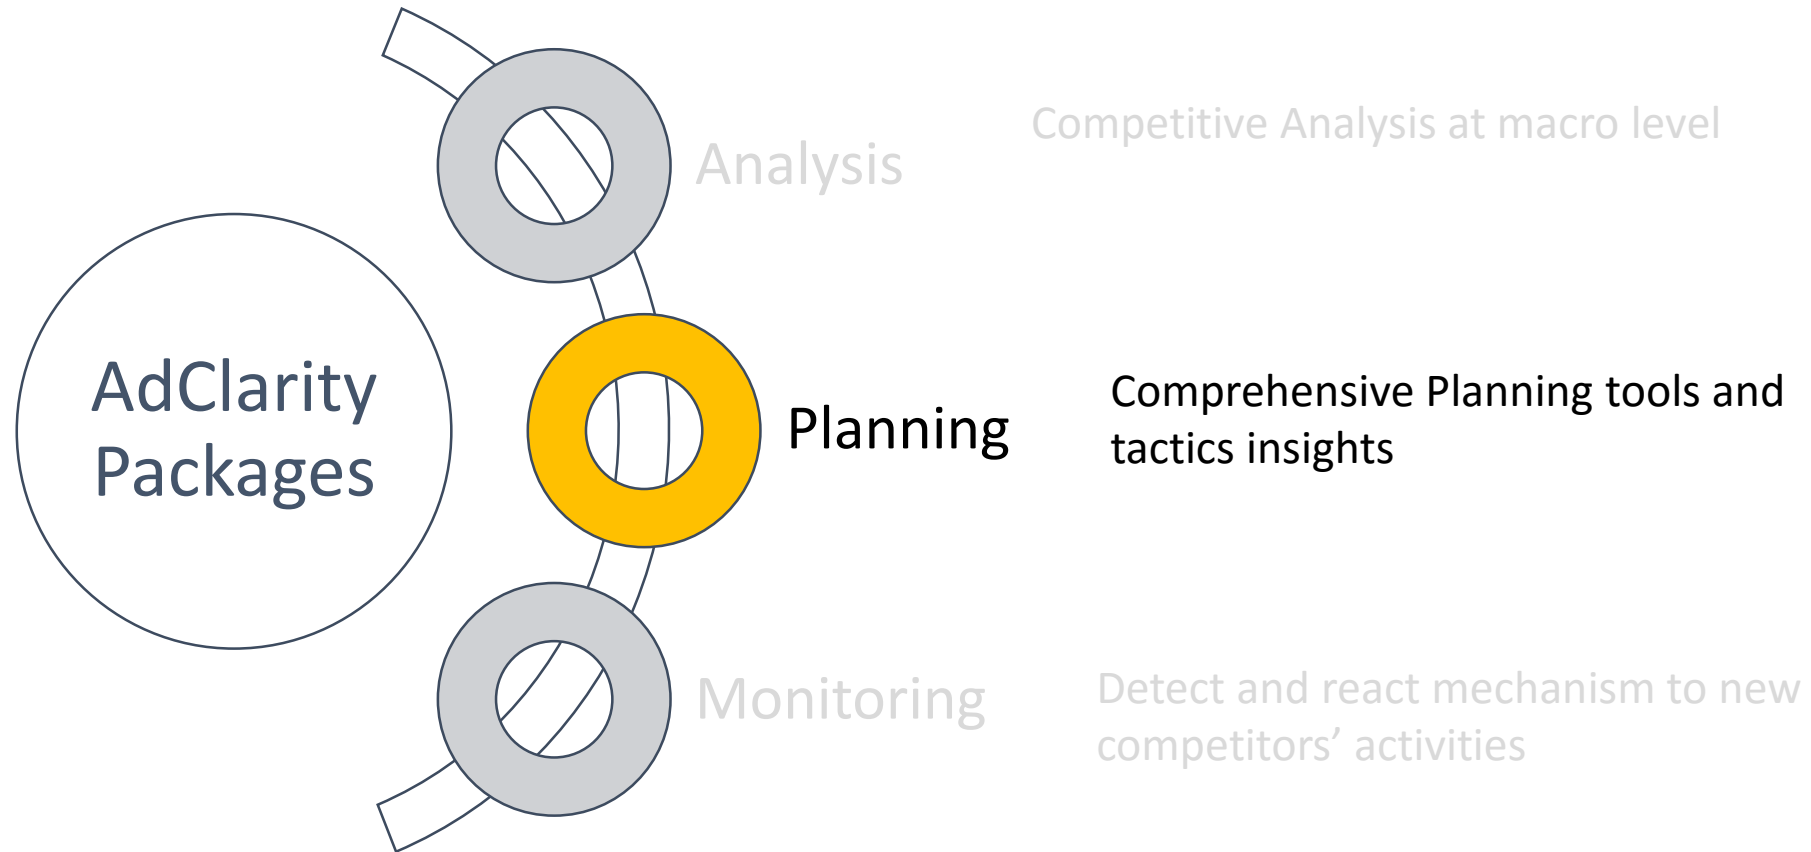 AdClarity
Packages
Analysis
Competitive Analysis at macro level
Planning
Comprehensive Planning tools and
tactics insights
Monitoring
Detect and react mechanism to new
competitors’ activities